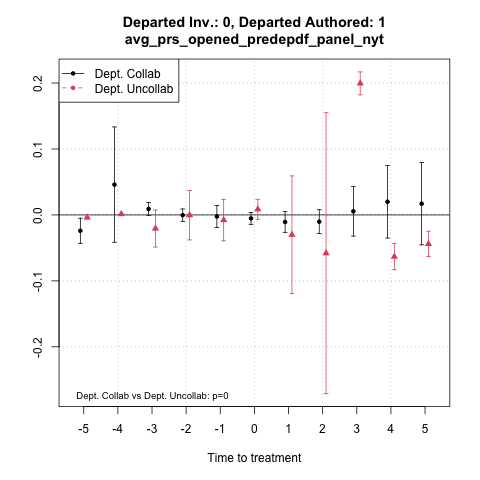 Departed Inv.: 0, Departed Authored: 1
avg_prs_opened_predepdf_panel_nyt
Dept. Collab
Dept. Uncollab
0.2
0.1
0.0
-0.1
-0.2
Dept. Collab vs Dept. Uncollab: p=0
-5 -4 -3 -2 -1 0 1 2 3 4 5
Time to treatment